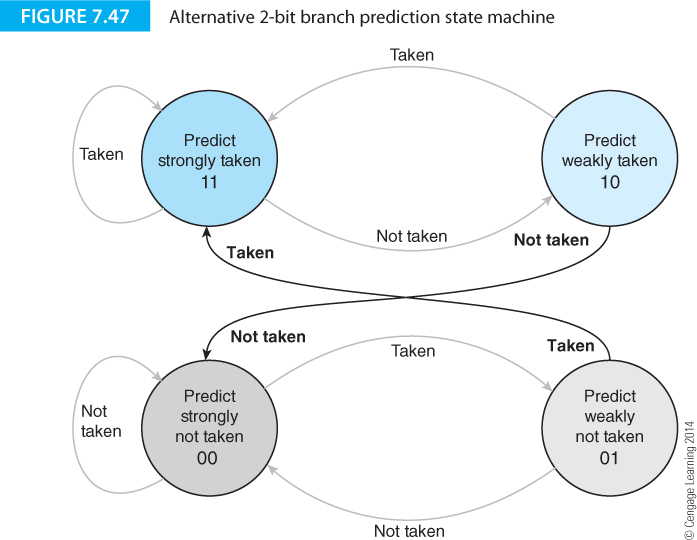 FIGURE 7.47 Alternative 2-bit branch prediction state machine
Taken
Predict
strongly taken
11
Predict
weakly taken
10
Taken
Not taken
Not taken
Taken
Not taken
Taken
Taken
Predict
strongly
not taken
00
Predict
weakly
not taken
01
Not
taken
Not taken
© Cengage Learning 2014